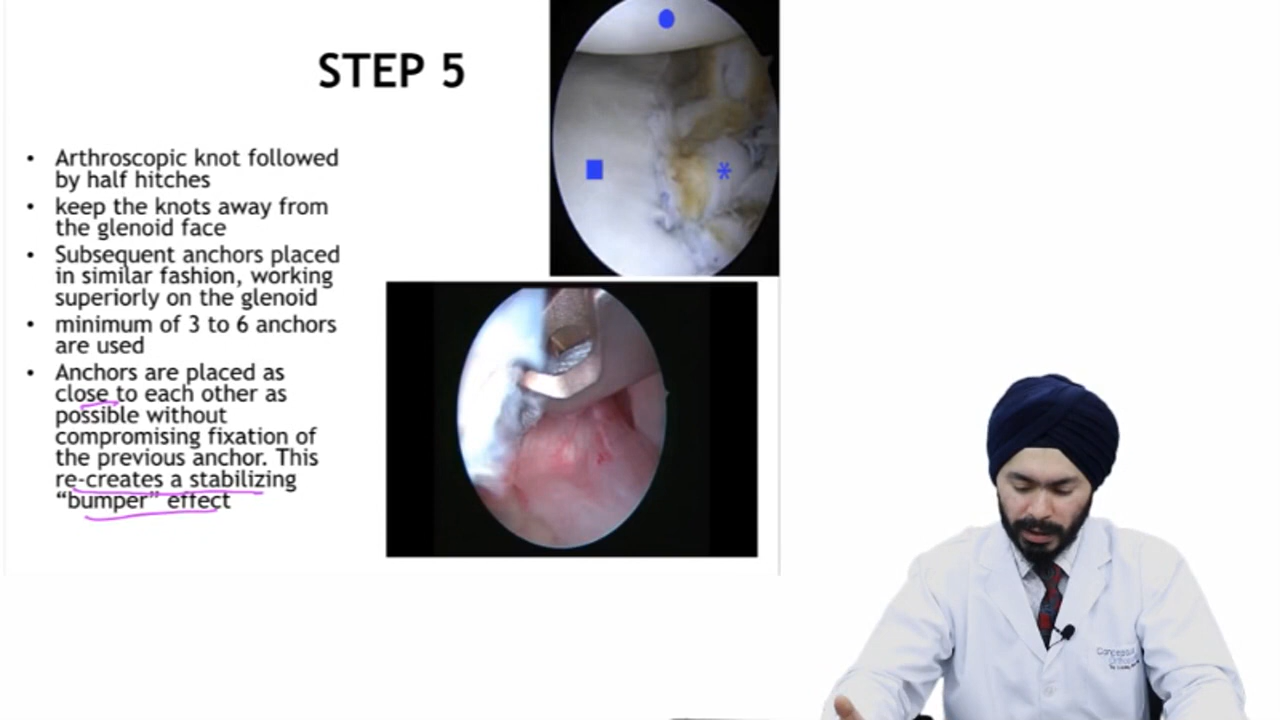 STEP 5
• Arthroscopic knot followed
by half hitches
• keep the knots away from
the glenoid face
• Subsequent anchors placed
in similar fashion, working
superiorly on the glenoid
• minimum of 3 to 6 anchors
are used
• Anchors are placed as
close to each other as
possible without
compromising fixation of
the previous anchor. This
re-creates a stabilizing
“bumper” effect